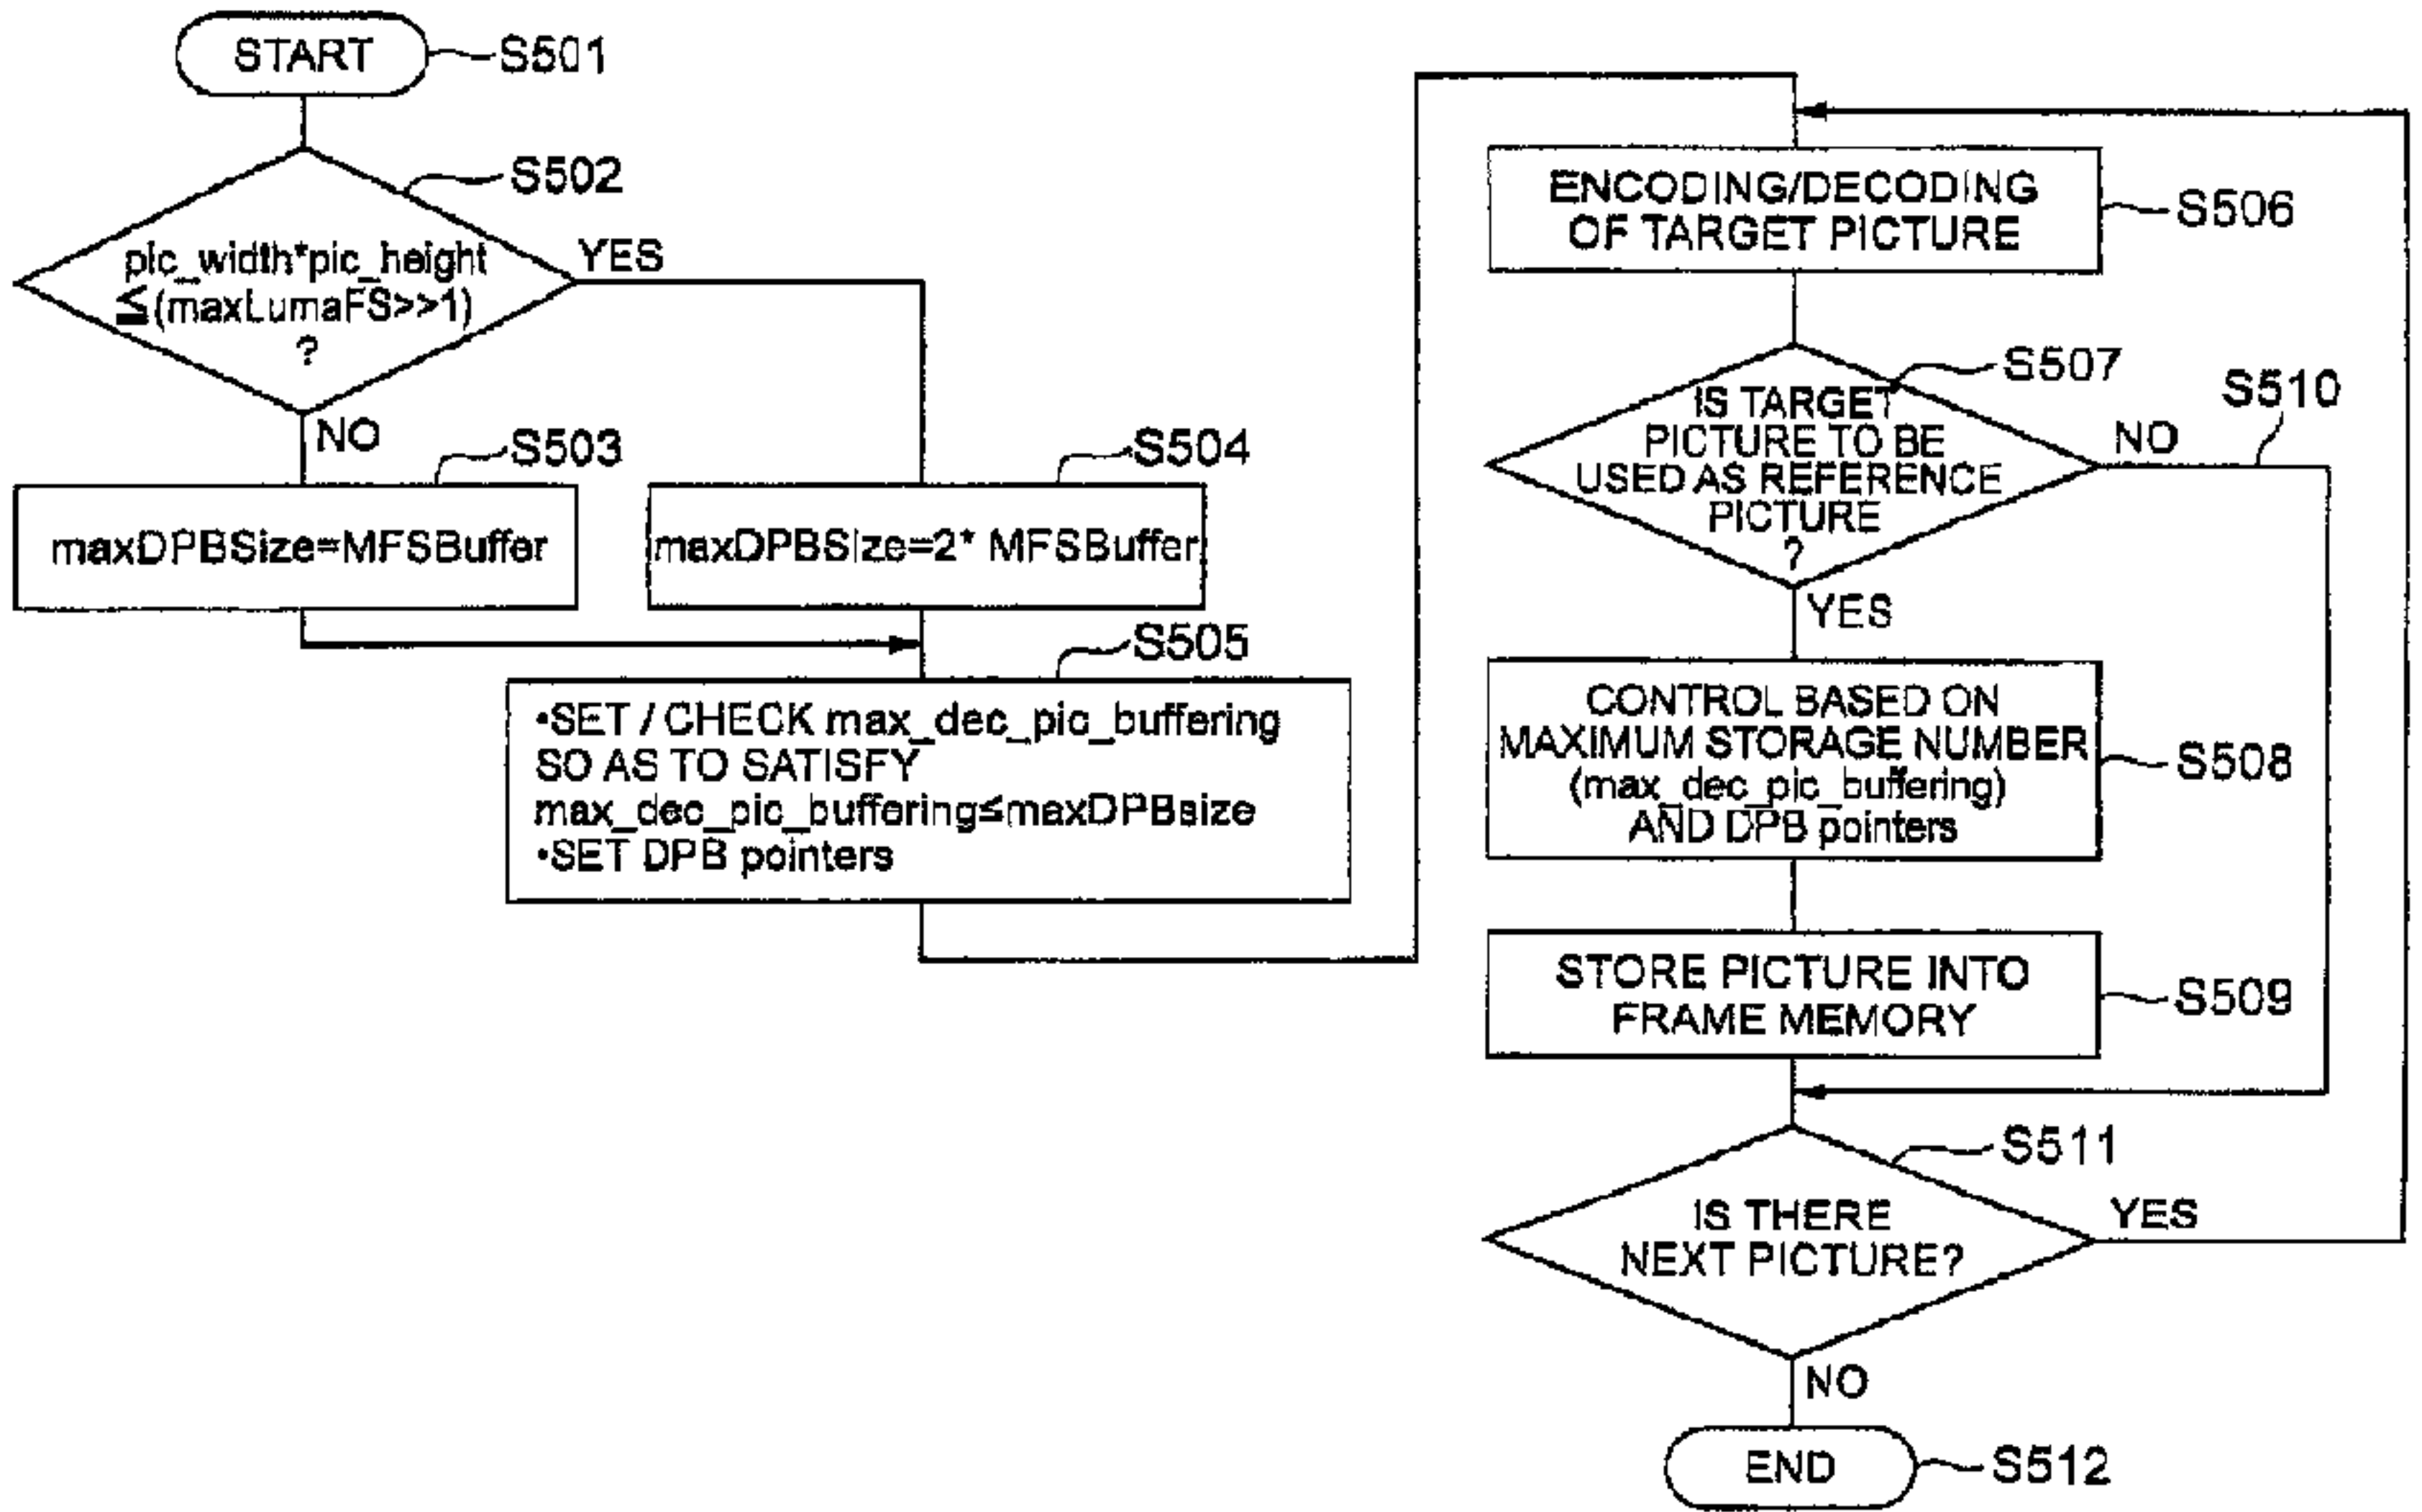 START
S501
S502
pic_width*pic_height
≦(maxLumaFS>>1)
?
YES
NO
S503
maxDPBSize=MFSBuffer
S504
maxDPBSize=2* MFSBuffer
S505
•SET / CHECK max_dec_pic_buffering
SO AS TO SATISFY
max_dec_pic_buffering≤maxDPBsize
•SET DPB pointers
ENCODING/DECODING
OF TARGET PICTURE
S506
S507
IS TARGET
PICTURE TO BE
USED AS REFERENCE
PICTURE
?
NO
S510
YES
CONTROL BASED ON
MAXIMUM STORAGE NUMBER
(max_dec_pic_buffering)
AND DPB pointers
S508
STORE PICTURE INTO
FRAME MEMORY
S509
S511
IS THERE
NEXT PICTURE?
YES
NO
END
S512